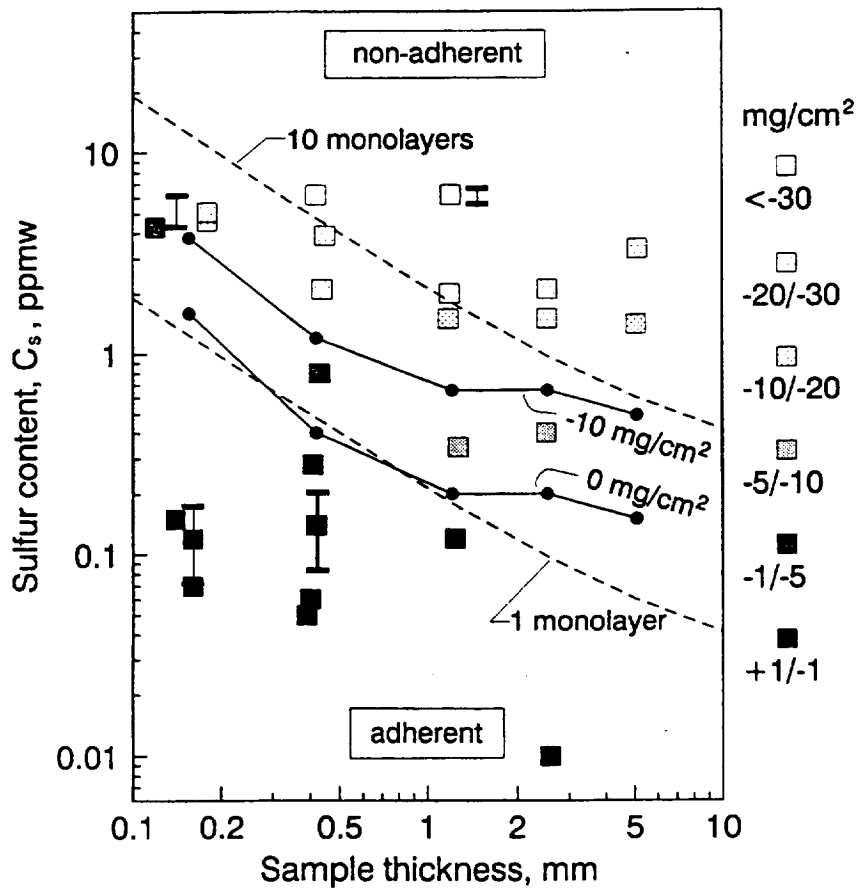 non-adherent
mg/cm²
10 monolayers
10
<-30
-20/-30
1
-10/-20
-10 mg/cm²
-5/-10
0 mg/cm²
0.1
-1/-5
1 monolayer
+1/-1
adherent
0.01
Sulfur content, Cₛ, ppmw
0.1 0.2 0.5 1 2 5 10
Sample thickness, mm